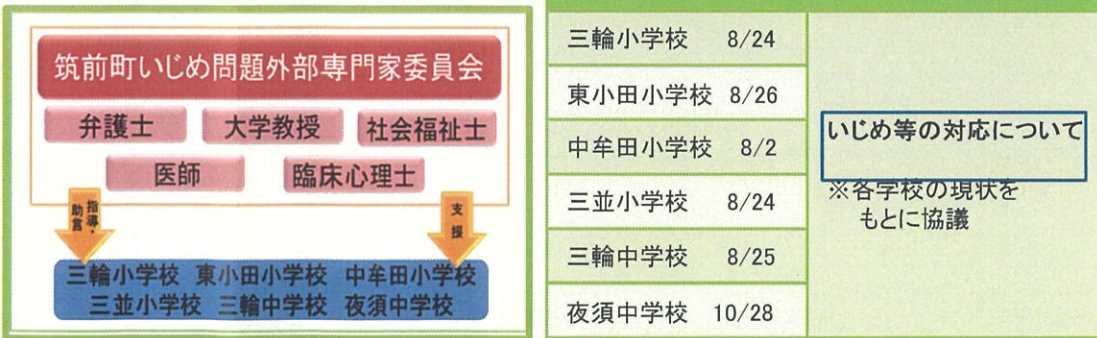 筑前町いじめ問題外部専門家委員会
弁護士 大学教授 社会福祉士
医師 臨床心理士
指導・
助言
支援
三輪小学校 東小田小学校 中牟田小学校
三並小学校 三輪中学校 夜須中学校
三輪小学校 8/24
東小田小学校 8/26
中牟田小学校 8/2
三並小学校 8/24
三輪中学校 8/25
夜須中学校 10/28
いじめ等の対応について
※各学校の現状を
もとに協議